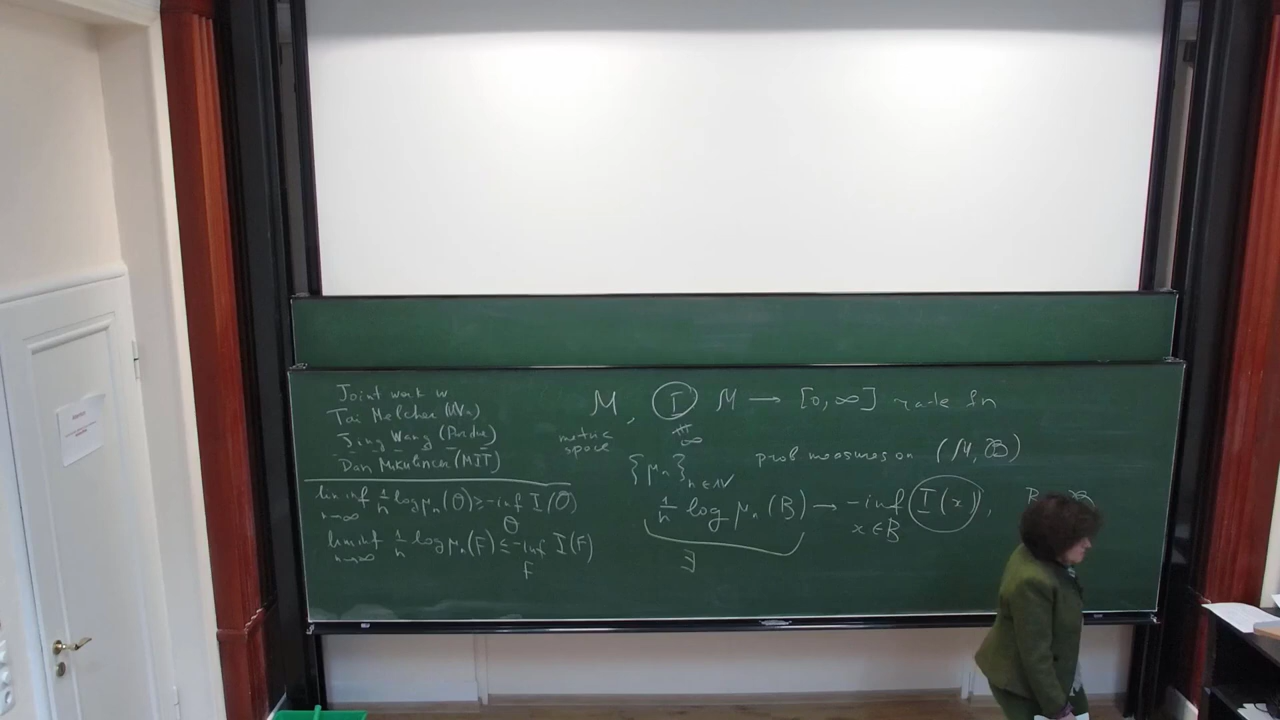 Joint work w
Tai Melcher (UVa)
Jing Wang (Purdue)
Dan Mikulincer (MIT)
lim inf n→∞ 1/n log μn(O) ≥ -inf O I(O)
lim inf n→∞ 1/n log μn(F) ≤ -inf F I(F)
M, I M → [0, ∞] rate fn
metric space
≢ ∞
{μn} n∈ℕ prob measures on (M, B)
1/n log μn(B) → -inf x∈B I(x),
∃